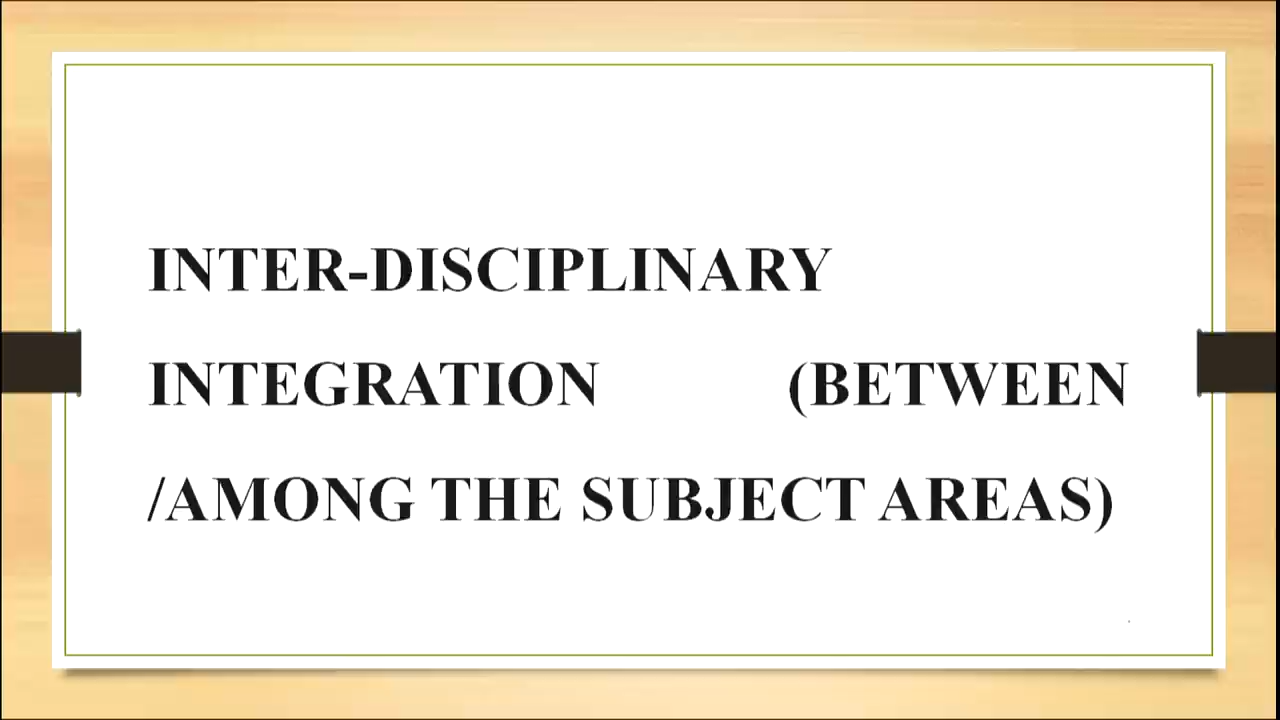 INTER-DISCIPLINARY
INTEGRATION (BETWEEN
/AMONG THE SUBJECT AREAS)